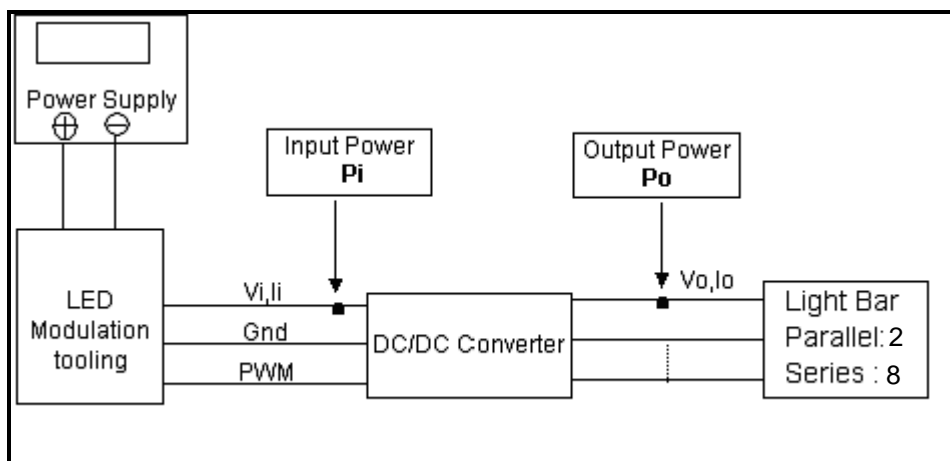 Power Supply
Input Power
Pi
Output Power
Po
LED
Modulation
tooling
Vi,Ii
Gnd
PWM
DC/DC Converter
Vo,Io
Light Bar
Parallel: 2
Series : 8